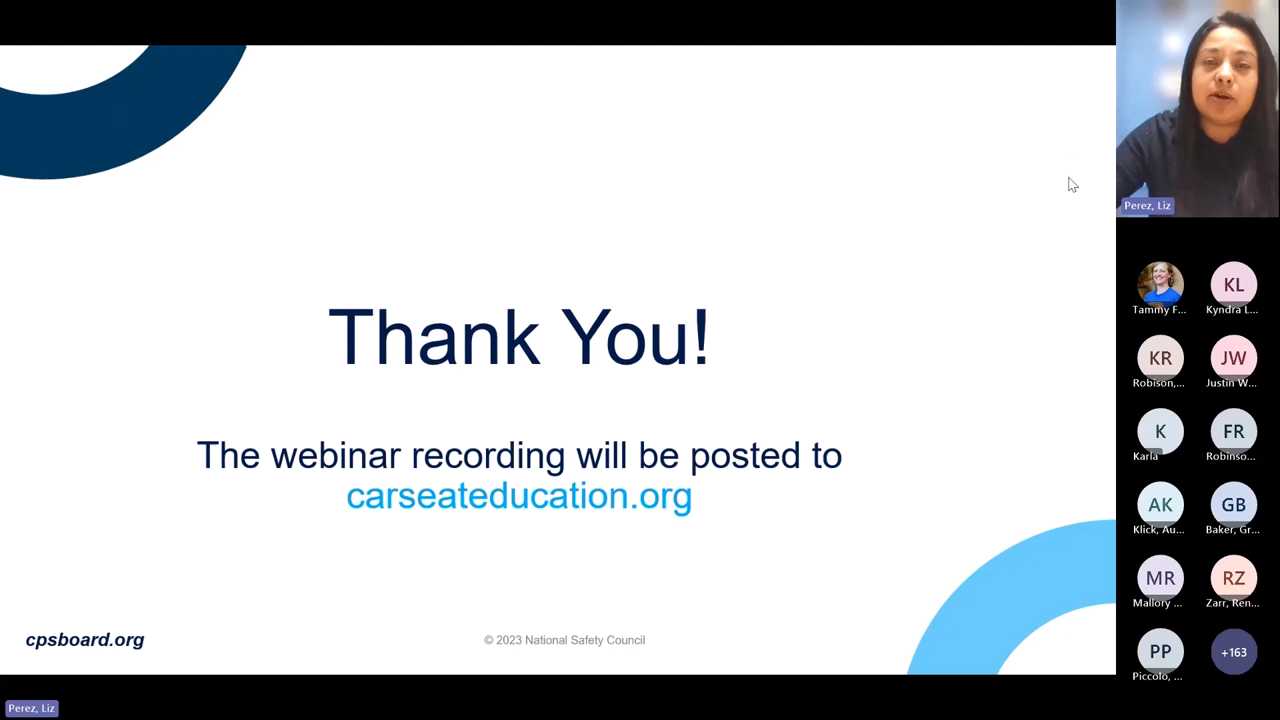 Thank You!
The webinar recording will be posted to
carseateducation.org
cpsboard.org
© 2023 National Safety Council
Perez, Liz
Perez, Liz
Tammy F...
KL
Kyndra L...
KR
Robison,...
JW
Justin W...
K
Karla
FR
Robinso...
AK
Klick, Au...
GB
Baker, Gr...
MR
Mallory ...
RZ
Zarr, Ren...
PP
Piccolo, ...
+163